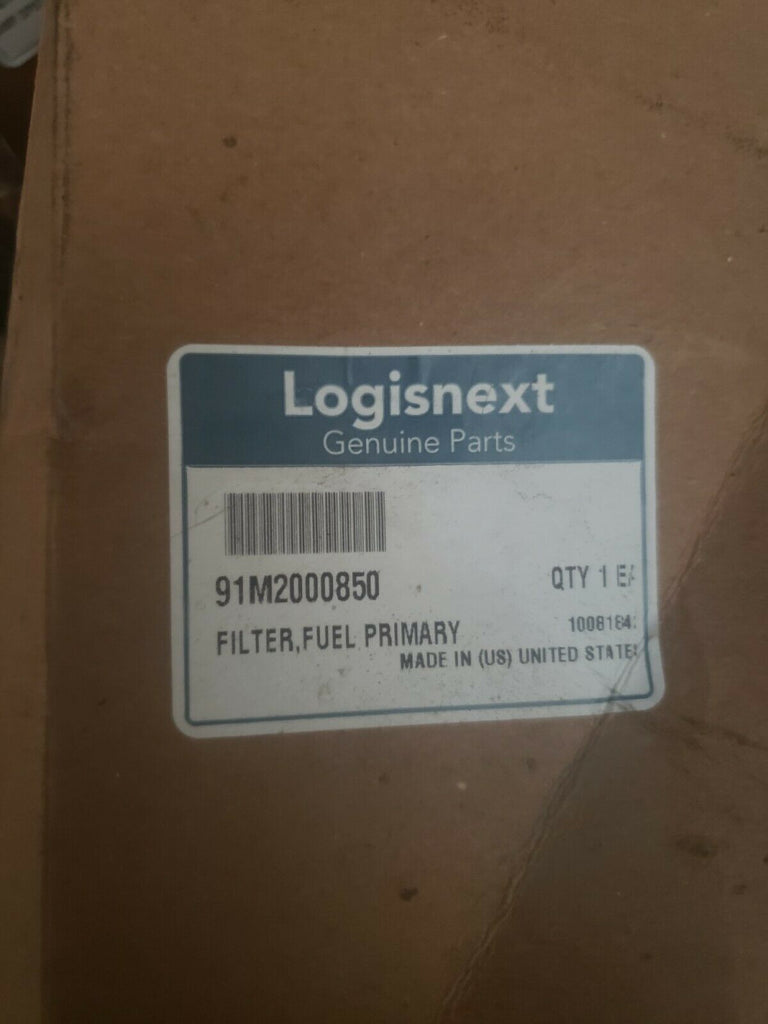 Logisnext
Genuine Parts
91M2000850
QTY 1
FILTER,FUEL PRIMARY
MADE IN (US) UNITED